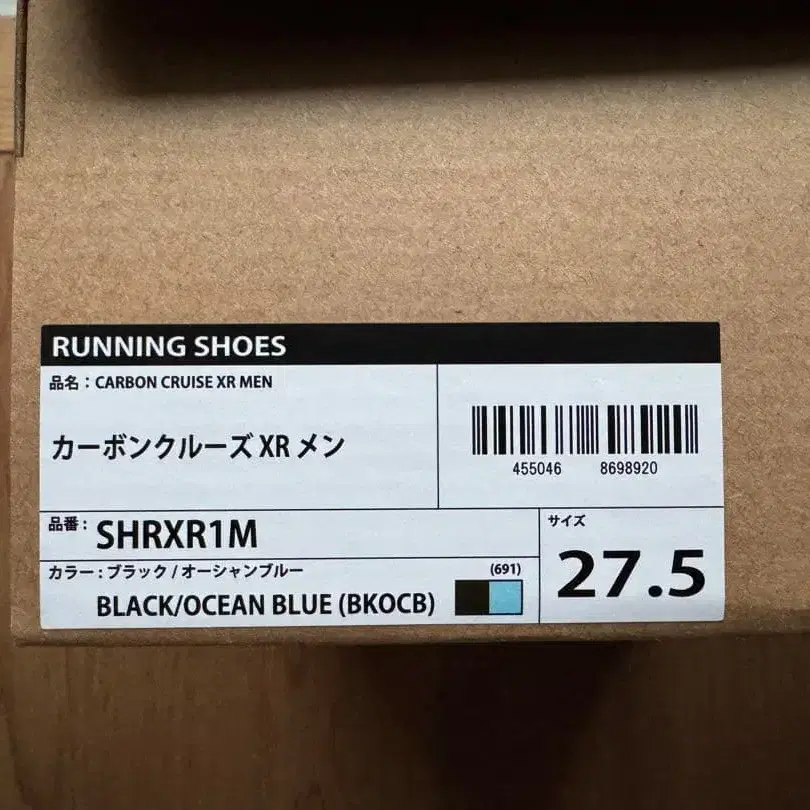 RUNNING SHOES
品名：CARBON CRUISE XR MEN
カーボンクルーズ XR メン
455046 8698920
品番：SHRXR1M
サイズ
27.5
カラー：ブラック / オーシャンブルー
(691)
BLACK/OCEAN BLUE (BKOCB)